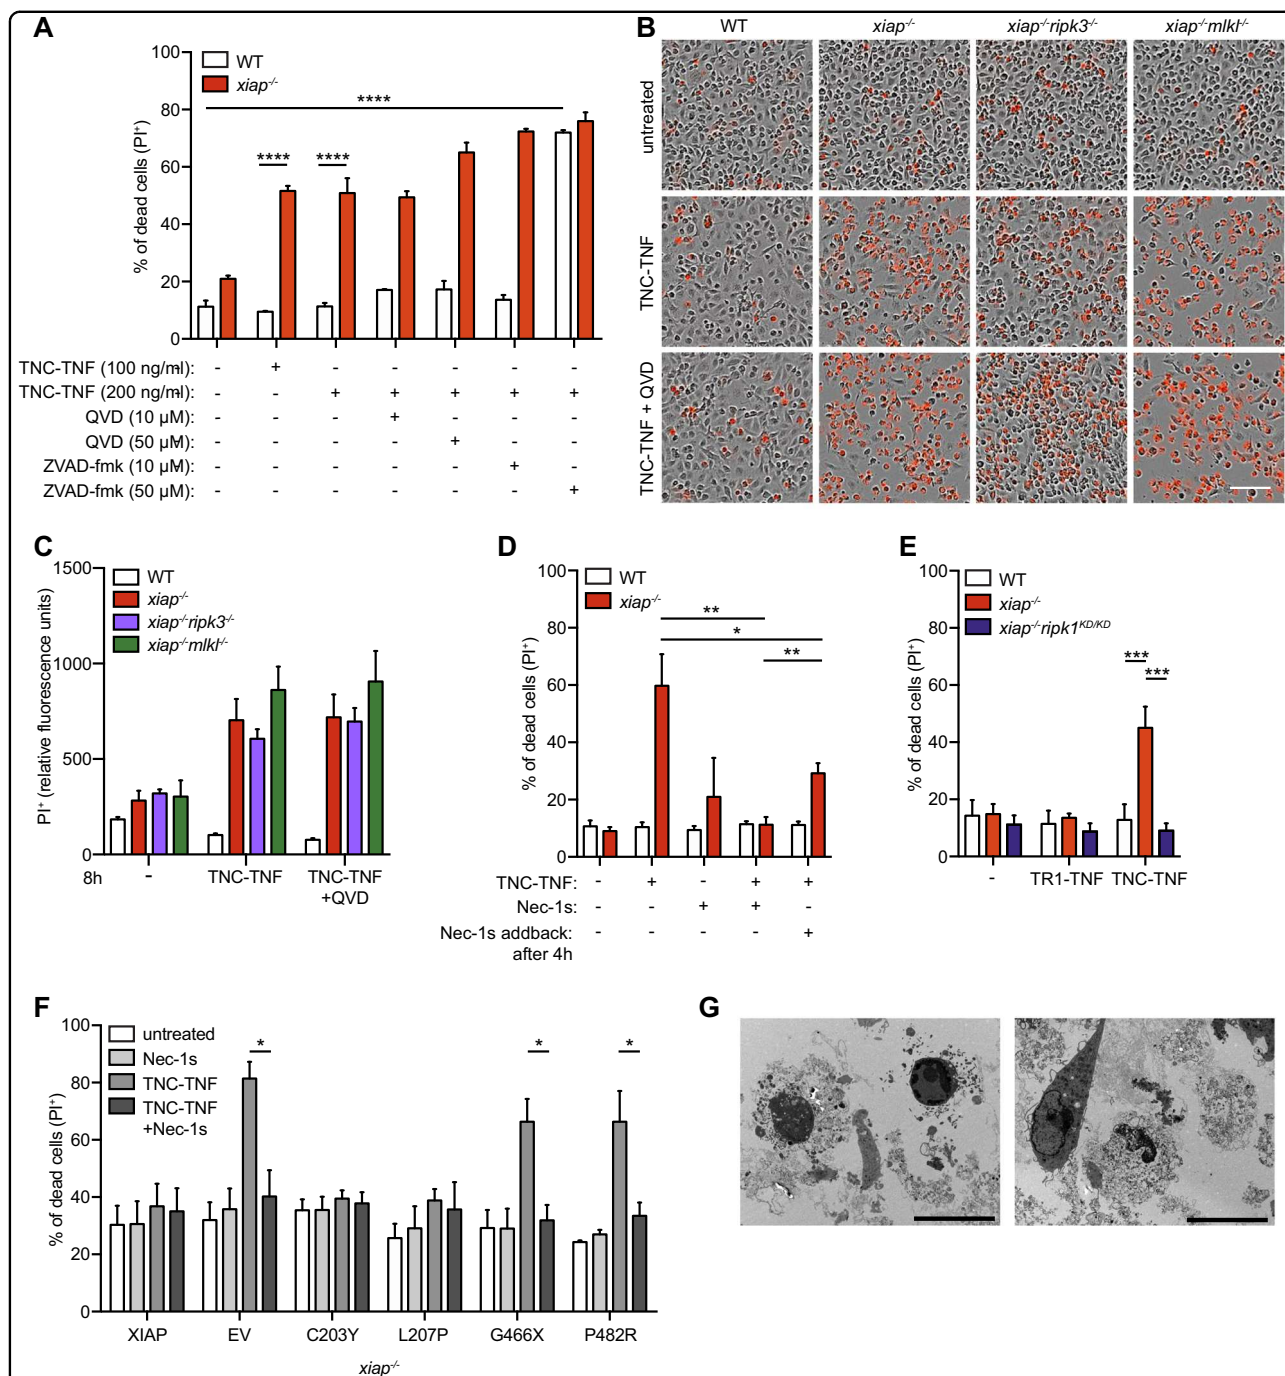 A
100
80
60
40
20
0
% of dead cells (PI+)
WT
xiap-/-
****
****
****
TNC-TNF (100 ng/ml): - + - - - - -
TNC-TNF (200 ng/ml): - - + + + + +
QVD (10 µM): - - - + - - -
QVD (50 µM): - - - - + - -
ZVAD-fmk (10 µM): - - - - - + -
ZVAD-fmk (50 µM): - - - - - - +
B
WT xiap-/- xiap-/-ripk3-/- xiap-/-mlkl-/-
untreated
TNC-TNF
TNC-TNF + QVD
C
1500
1000
500
0
PI+ (relative fluorescence units)
WT
xiap-/-
xiap-/-ripk3-/-
xiap-/-mlkl-/-
8h - TNC-TNF TNC-TNF
+QVD
D
100
80
60
40
20
0
% of dead cells (PI+)
WT
xiap-/-
**
*
**
TNC-TNF: - + - + +
Nec-1s: - - + + -
Nec-1s addback: - - - - +
after 4h
E
100
80
60
40
20
0
% of dead cells (PI+)
WT
xiap-/-
xiap-/-ripk1KD/KD
***
***
- TR1-TNF TNC-TNF
F
100
80
60
40
20
0
% of dead cells (PI+)
untreated
Nec-1s
TNC-TNF
TNC-TNF
+Nec-1s
* * *
XIAP EV C203Y L207P G466X P482R
xiap-/-
G